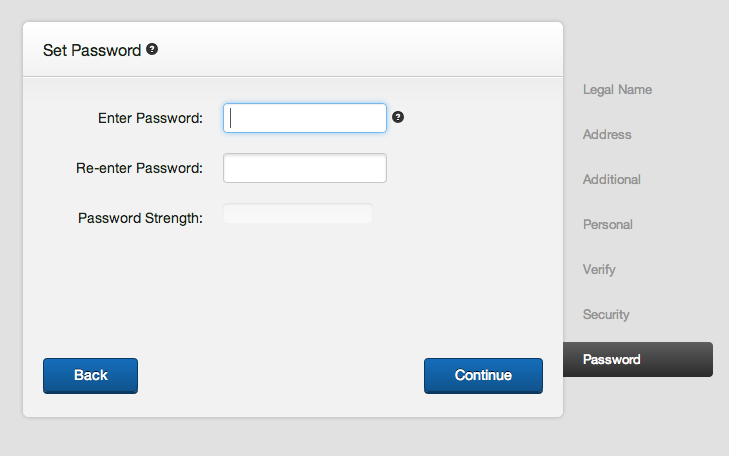 Set Password ?
Enter Password: ?
Re-enter Password:
Password Strength:
Back
Continue
Legal Name
Address
Additional
Personal
Verify
Security
Password